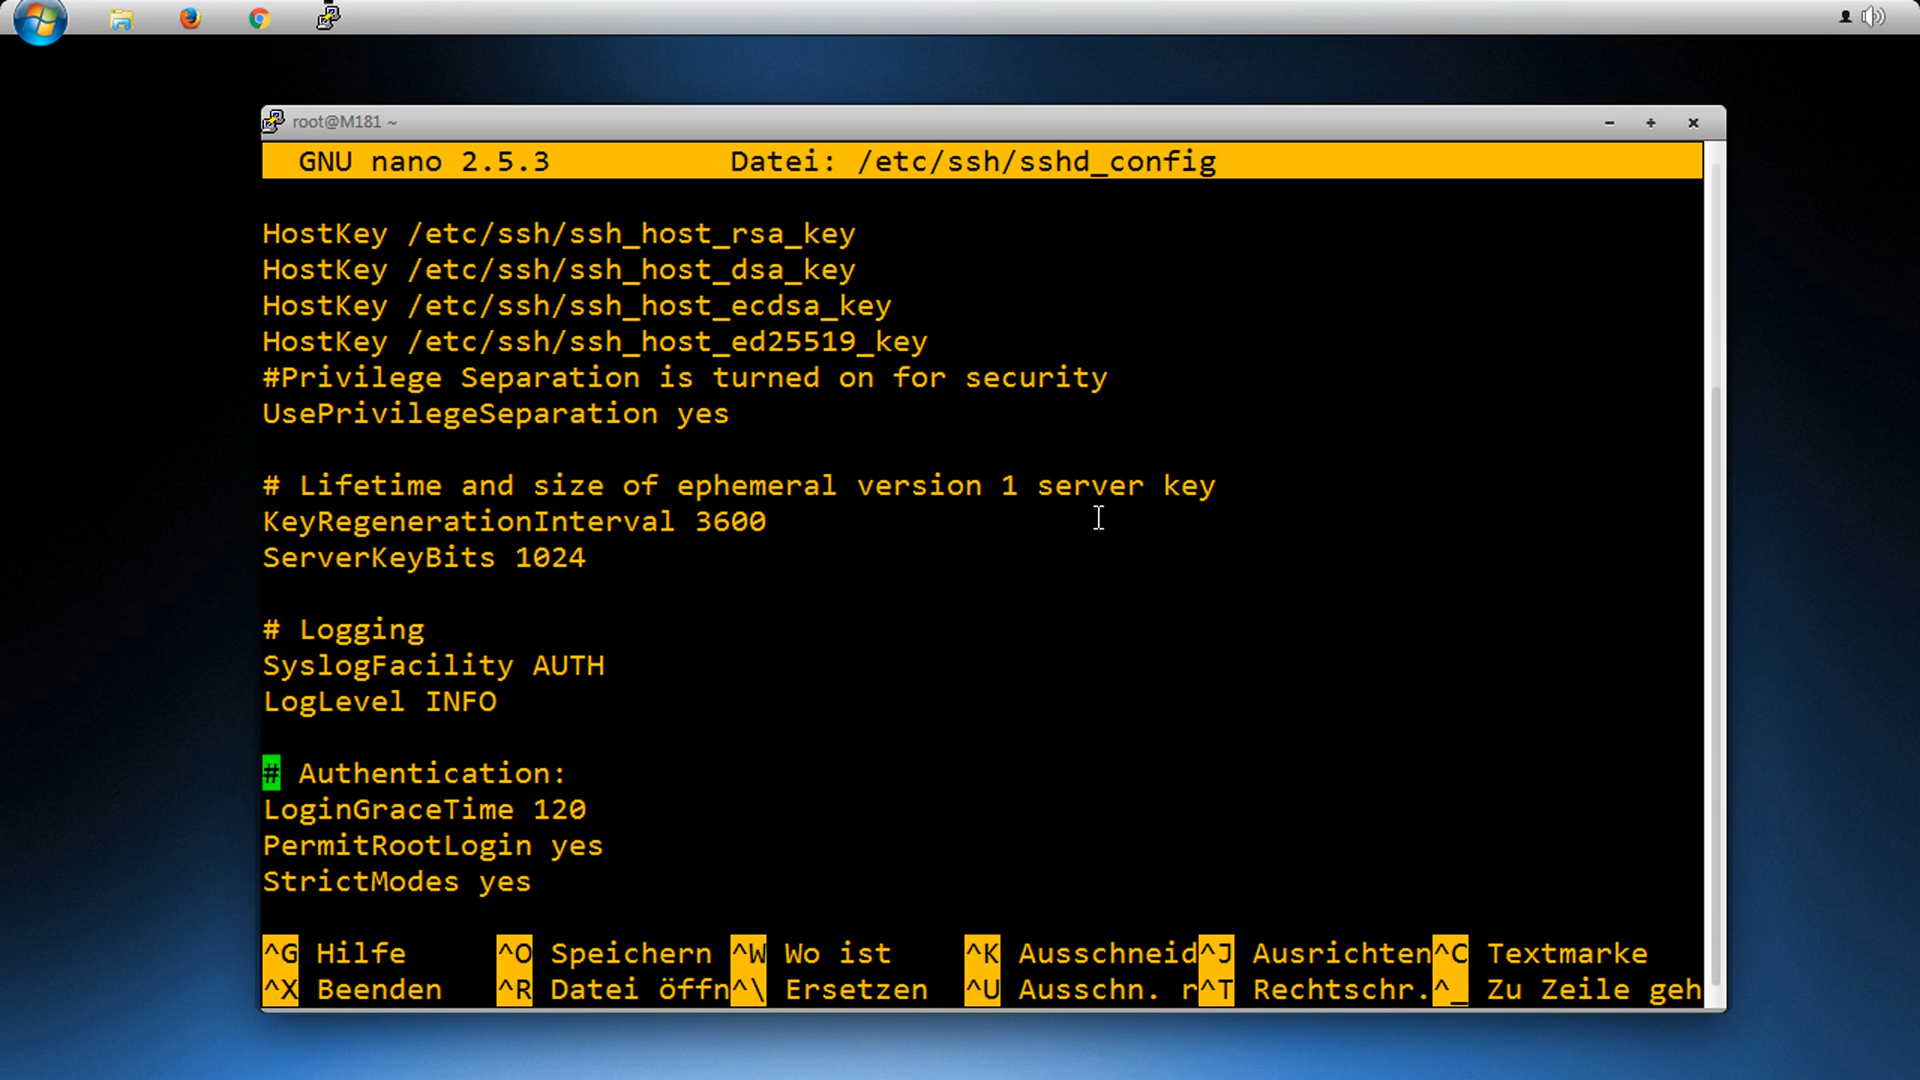 root@M181 ~
GNU nano 2.5.3 Datei: /etc/ssh/sshd_config
HostKey /etc/ssh/ssh_host_rsa_key
HostKey /etc/ssh/ssh_host_dsa_key
HostKey /etc/ssh/ssh_host_ecdsa_key
HostKey /etc/ssh/ssh_host_ed25519_key
#Privilege Separation is turned on for security
UsePrivilegeSeparation yes
# Lifetime and size of ephemeral version 1 server key
KeyRegenerationInterval 3600
ServerKeyBits 1024
# Logging
SyslogFacility AUTH
LogLevel INFO
# Authentication:
LoginGraceTime 120
PermitRootLogin yes
StrictModes yes
^G Hilfe ^O Speichern ^W Wo ist ^K Ausschneid^J Ausrichten^C Textmarke
^X Beenden ^R Datei öffn^\ Ersetzen ^U Ausschn. r^T Rechtschr.^_ Zu Zeile geh